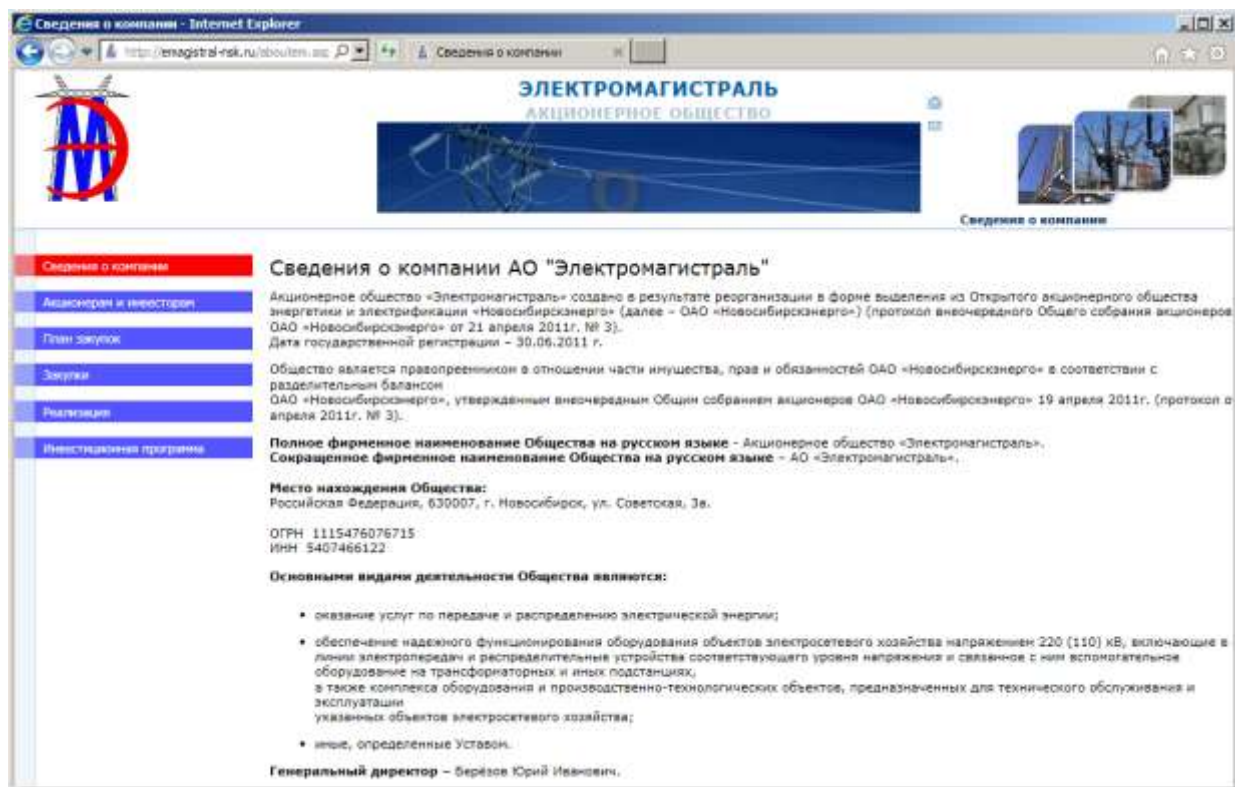 Сведения о компании - Internet Explorer
http://emagistral-nsk.ru/aboutem.asp
Сведения о компании
ЭЛЕКТРОМАГИСТРАЛЬ
АКЦИОНЕРНОЕ ОБЩЕСТВО
Сведения о компании
Сведения о компании
Акционерам и инвесторам
План закупок
Закупки
Реализация
Инвестиционная программа
Сведения о компании АО "Электромагистраль"
Акционерное общество «Электромагистраль» создано в результате реорганизации в форме выделения из Открытого акционерного общества
энергетики и электрификации «Новосибирскэнерго» (далее – ОАО «Новосибирскэнерго») (протокол внеочередного Общего собрания акционеров
ОАО «Новосибирскэнерго» от 21 апреля 2011г. № 3).
Дата государственной регистрации – 30.06.2011 г.
Общество является правопреемником в отношении части имущества, прав и обязанностей ОАО «Новосибирскэнерго» в соответствии с
разделительным балансом
ОАО «Новосибирскэнерго», утвержденным внеочередным Общим собранием акционеров ОАО «Новосибирскэнерго» 19 апреля 2011г. (протокол о
апреля 2011г. № 3).
Полное фирменное наименование Общества на русском языке - Акционерное общество «Электромагистраль».
Сокращенное фирменное наименование Общества на русском языке – АО «Электромагистраль».
Место нахождения Общества:
Российская Федерация, 630007, г. Новосибирск, ул. Советская, 3а.
ОГРН 1115476076715
ИНН 5407466122
Основными видами деятельности Общества являются:
• оказание услуг по передаче и распределению электрической энергии;
• обеспечение надежного функционирования оборудования объектов электросетевого хозяйства напряжением 220 (110) кВ, включающие в
линии электропередач и распределительные устройства соответствующего уровня напряжения и связанное с ним вспомогательное
оборудование на трансформаторных и иных подстанциях,
а также комплекса оборудования и производственно-технологических объектов, предназначенных для технического обслуживания и
эксплуатации
указанных объектов электросетевого хозяйства;
• иные, определенные Уставом.
Генеральный директор – Берёзов Юрий Иванович.